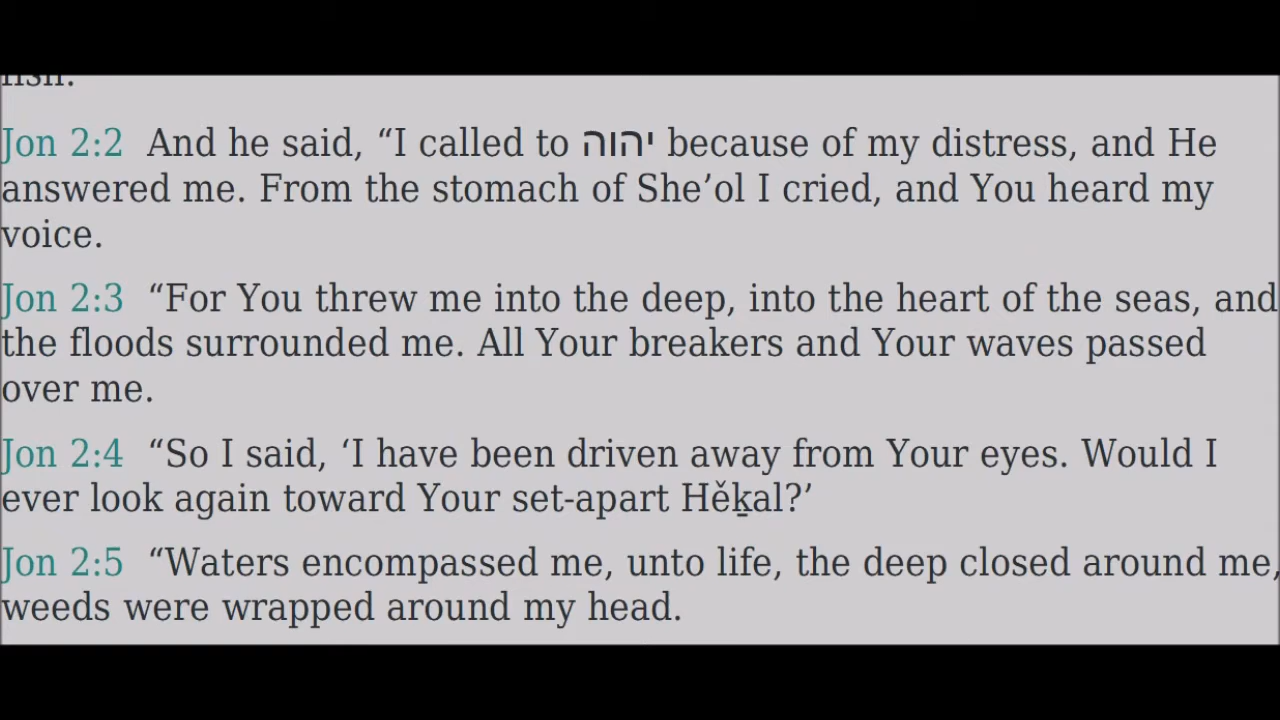 fish.
Jon 2:2 And he said, “I called to יהוה because of my distress, and He
answered me. From the stomach of She’ol I cried, and You heard my
voice.
Jon 2:3 “For You threw me into the deep, into the heart of the seas, and
the floods surrounded me. All Your breakers and Your waves passed
over me.
Jon 2:4 “So I said, ‘I have been driven away from Your eyes. Would I
ever look again toward Your set-apart Hěḵal?’
Jon 2:5 “Waters encompassed me, unto life, the deep closed around me,
weeds were wrapped around my head.